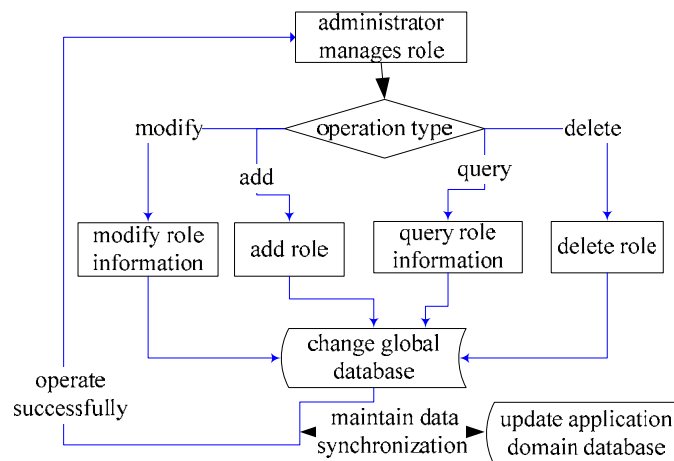 administrator
manages role
operation type
modify
delete
add
query
modify role
information
add role
query role
information
delete role
change global
database
operate
successfully
maintain data
synchronization
update application
domain database